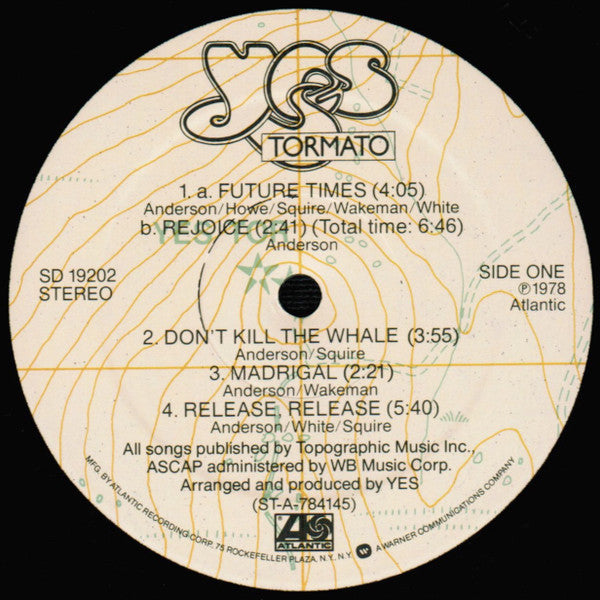 YES
TORMATO
1. a. FUTURE TIMES (4:05)
Anderson/Howe/Squire/Wakeman/White
b. REJOICE (2:41) (Total time: 6:46)
Anderson
YES TOR
SD 19202
STEREO
SIDE ONE
℗1978
Atlantic
2. DON'T KILL THE WHALE (3:55)
Anderson/Squire
3. MADRIGAL (2:21)
Anderson/Wakeman
4. RELEASE, RELEASE (5:40)
Anderson/White/Squire
All songs published by Topographic Music Inc.,
ASCAP administered by WB Music Corp.
Arranged and produced by YES
(ST-A-784145)
ATLANTIC
MFG. BY ATLANTIC RECORDING CORP. 75 ROCKEFELLER PLAZA, N.Y., N.Y. A WARNER COMMUNICATIONS COMPANY